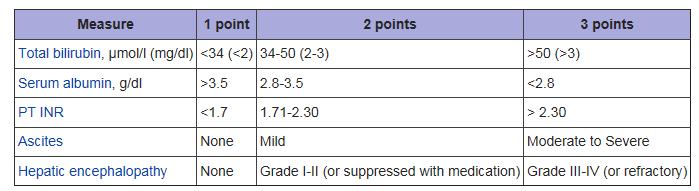 Measure 1 point 2 points 3 points
Total bilirubin, μmol/l (mg/dl) <34 (<2) 34-50 (2-3) >50 (>3)
Serum albumin, g/dl >3.5 2.8-3.5 <2.8
PT INR <1.7 1.71-2.30 > 2.30
Ascites None Mild Moderate to Severe
Hepatic encephalopathy None Grade I-II (or suppressed with medication) Grade III-IV (or refractory)